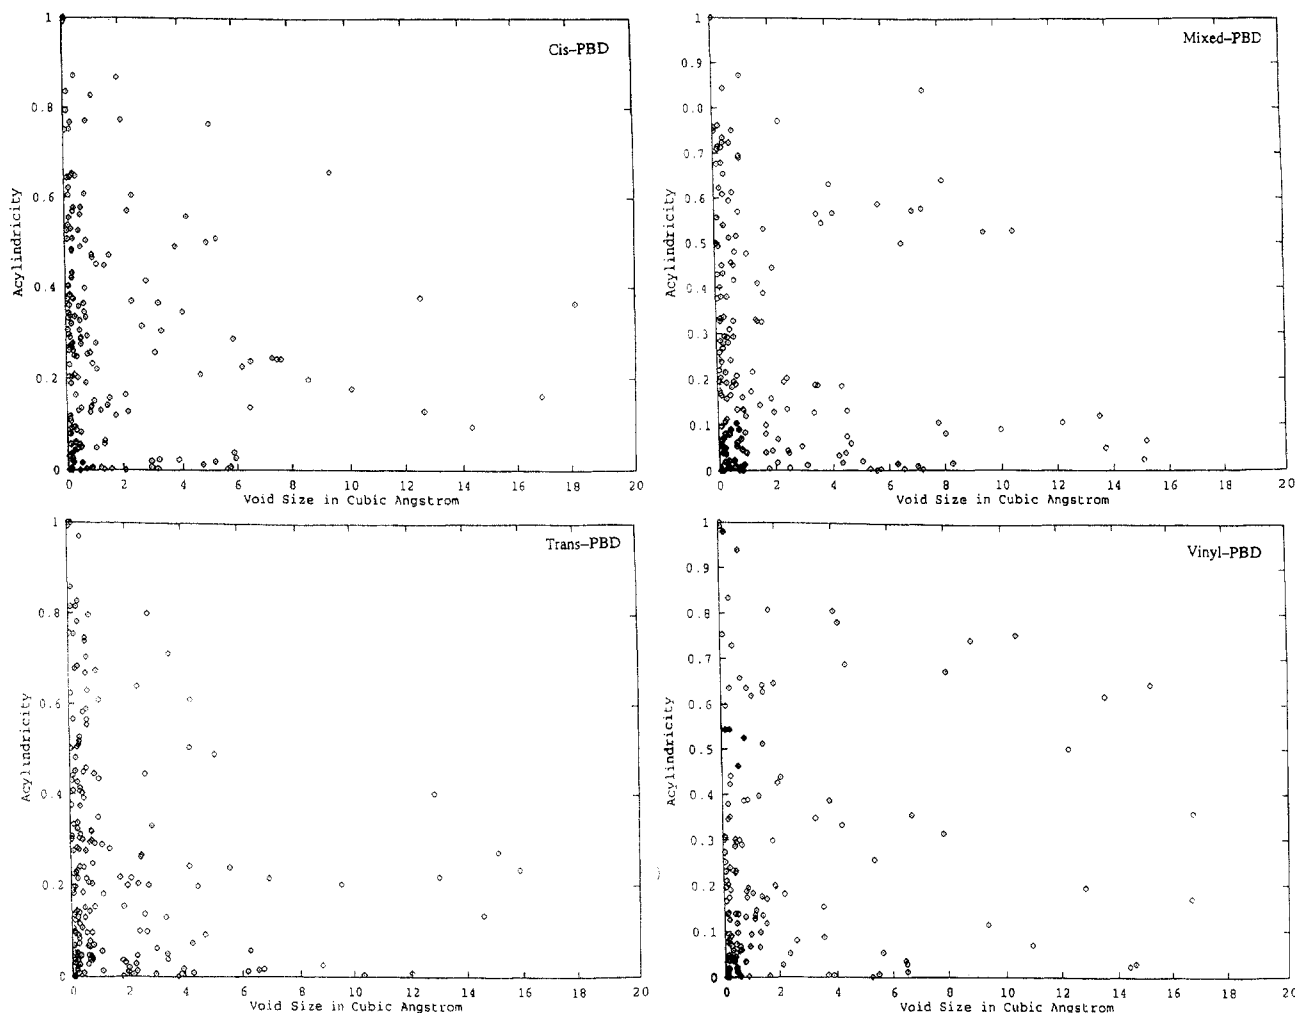 Cis–PBD
1
0.8
0.6
0.4
0.2
0
Acylindricity
0 2 4 6 8 10 12 14 16 18 20
Void Size in Cubic Angstrom
Mixed–PBD
1
0.9
0.8
0.7
0.6
0.5
0.4
0.3
0.2
0.1
0
Acylindricity
0 2 4 6 8 10 12 14 16 18 20
Void Size in Cubic Angstrom
Trans–PBD
1
0.8
0.6
0.4
0.2
0
Acylindricity
0 2 4 6 8 10 12 14 16 18 20
Void Size in Cubic Angstrom
Vinyl–PBD
1
0.9
0.8
0.7
0.6
0.5
0.4
0.3
0.2
0.1
0
Acylindricity
0 2 4 6 8 10 12 14 16 18 20
Void Size in Cubic Angstrom